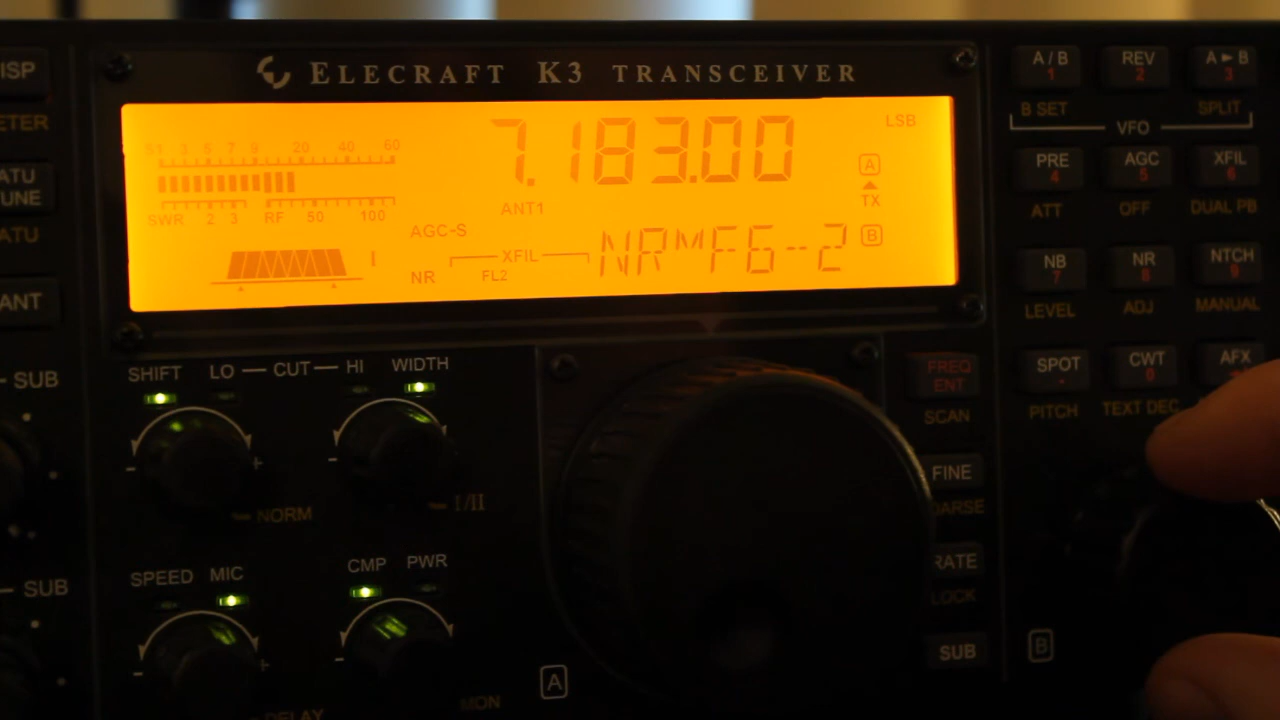 ELECRAFT K3 TRANSCEIVER
ISP
ETER
ATU
UNE
ATU
ANT
SUB
SUB
S1 3 5 7 9 20 40 60
SWR 2 3 RF 50 100
7.183.00
LSB
A
TX
B
ANT1
AGC-S
NR
XFIL
FL2
I
NRMF6-2
SHIFT LO CUT HI WIDTH
- + NORM
- I/II
SPEED MIC
CMP PWR
- +
-
DELAY
MON
A
A/B 1 REV 2 A►B 3
B SET SPLIT
VFO
PRE 4 AGC 5 XFIL 6
ATT OFF DUAL PB
NB 7 NR 8 NTCH 9
LEVEL ADJ MANUAL
SPOT . CWT 0 AFX
PITCH TEXT DEC
FREQ
ENT
SCAN
FINE
OARSE
RATE
LOCK
SUB
B